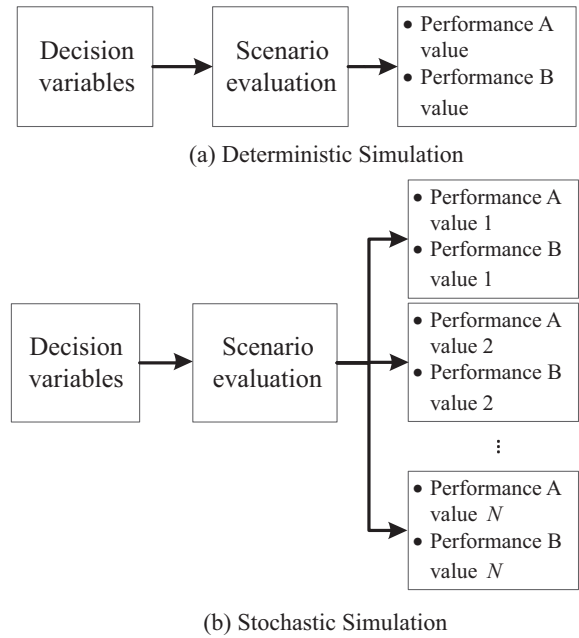 Decision
variables
Scenario
evaluation
• Performance A
value
• Performance B
value
(a) Deterministic Simulation
Decision
variables
Scenario
evaluation
• Performance A
value 1
• Performance B
value 1
• Performance A
value 2
• Performance B
value 2
⋮
• Performance A
value N
• Performance B
value N
(b) Stochastic Simulation